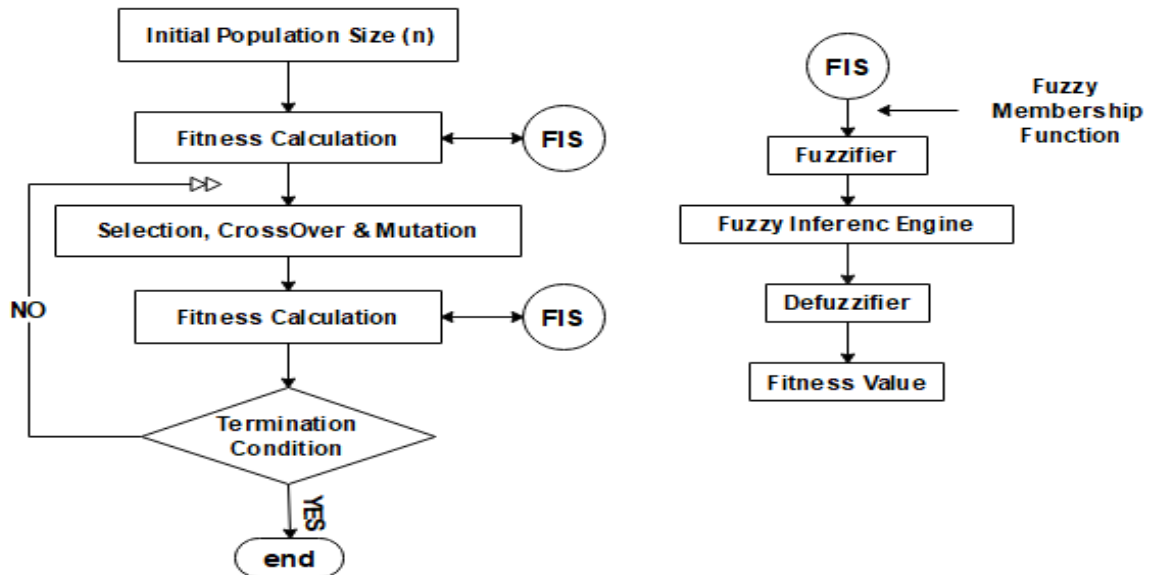 Initial Population Size (n)
Fitness Calculation
FIS
Selection, CrossOver & Mutation
Fitness Calculation
FIS
NO
Termination
Condition
YES
end
FIS
Fuzzy
Membership
Function
Fuzzifier
Fuzzy Inferenc Engine
Defuzzifier
Fitness Value